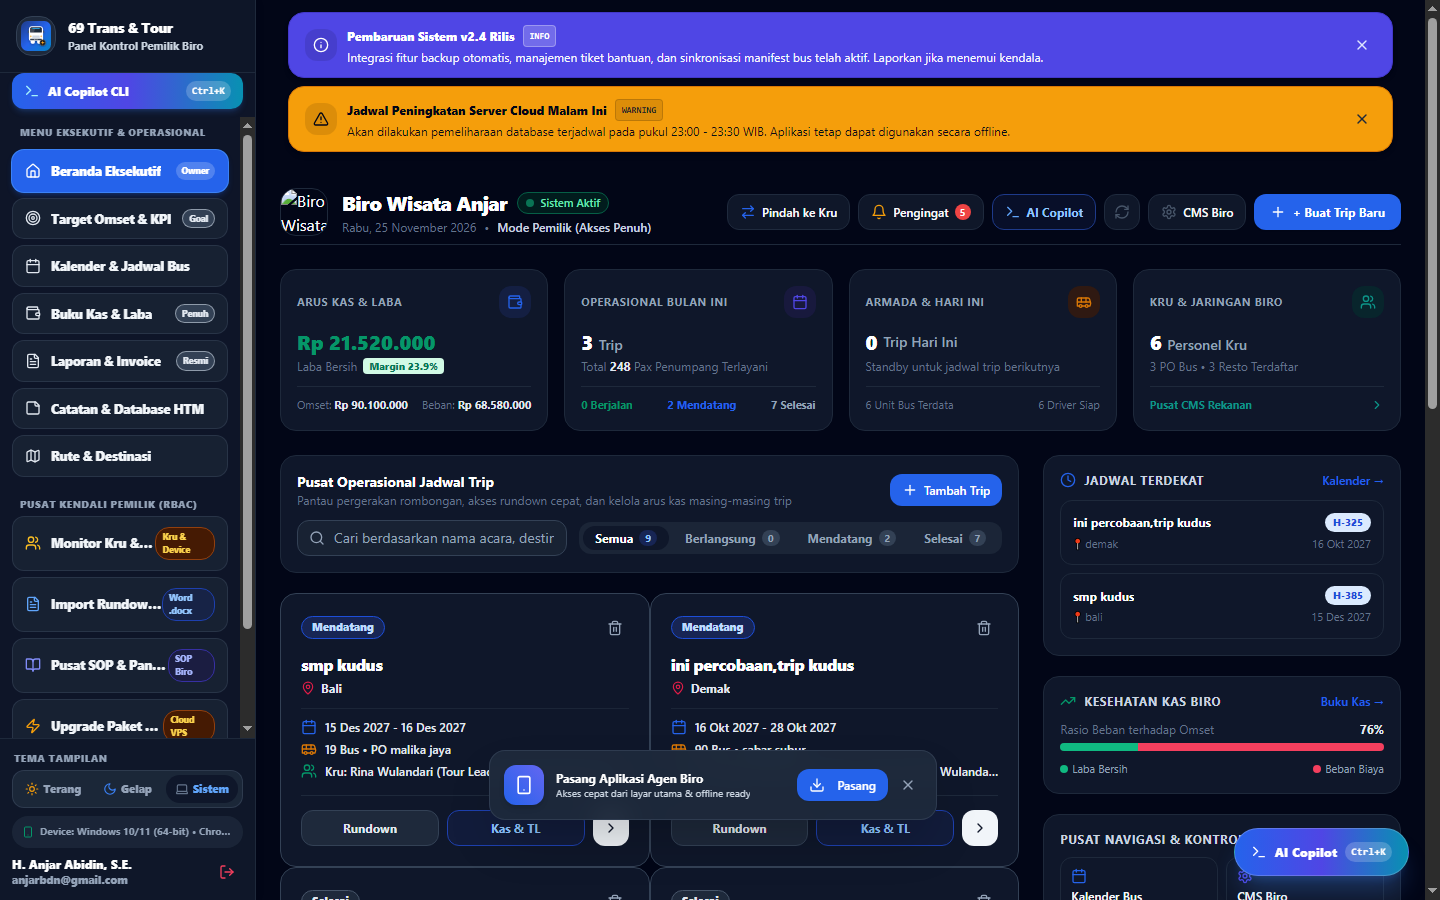 69 Trans & Tour
Panel Kontrol Pemilik Biro
AI Copilot CLI
Ctrl+K
MENU EKSEKUTIF & OPERASIONAL
Beranda Eksekutif
Owner
Target Omset & KPI
Goal
Kalender & Jadwal Bus
Buku Kas & Laba
Penuh
Laporan & Invoice
Resmi
Catatan & Database HTM
Rute & Destinasi
PUSAT KENDALI PEMILIK (RBAC)
Monitor Kru &...
Kru & Device
Import Rundow...
Word .docx
Pusat SOP & Pan...
SOP Biro
Upgrade Paket ...
Cloud VPS
TEMA TAMPILAN
Terang
Gelap
Sistem
Device: Windows 10/11 (64-bit) • Chro...
H. Anjar Abidin, S.E.
anjarbdn@gmail.com
Pembaruan Sistem v2.4 Rilis
INFO
Integrasi fitur backup otomatis, manajemen tiket bantuan, dan sinkronisasi manifest bus telah aktif. Laporkan jika menemui kendala.
Jadwal Peningkatan Server Cloud Malam Ini
WARNING
Akan dilakukan pemeliharaan database terjadwal pada pukul 23:00 - 23:30 WIB. Aplikasi tetap dapat digunakan secara offline.
Biro
Wisata
Biro Wisata Anjar
Sistem Aktif
Rabu, 25 November 2026 • Mode Pemilik (Akses Penuh)
Pindah ke Kru
Pengingat 5
AI Copilot
CMS Biro
+ Buat Trip Baru
ARUS KAS & LABA
Rp 21.520.000
Laba Bersih
Margin 23.9%
Omset: Rp 90.100.000
Beban: Rp 68.580.000
OPERASIONAL BULAN INI
3 Trip
Total 248 Pax Penumpang Terlayani
0 Berjalan
2 Mendatang
7 Selesai
ARMADA & HARI INI
0 Trip Hari Ini
Standby untuk jadwal trip berikutnya
6 Unit Bus Terdata
6 Driver Siap
KRU & JARINGAN BIRO
6 Personel Kru
3 PO Bus • 3 Resto Terdaftar
Pusat CMS Rekanan
Pusat Operasional Jadwal Trip
Pantau pergerakan rombongan, akses rundown cepat, dan kelola arus kas masing-masing trip
Tambah Trip
Cari berdasarkan nama acara, destir
Semua 9
Berlangsung 0
Mendatang 2
Selesai 7
Mendatang
smp kudus
Bali
15 Des 2027 - 16 Des 2027
19 Bus • PO malika jaya
Kru: Rina Wulandari (Tour Lead
Rundown
Kas & TL
Mendatang
ini percobaan,trip kudus
Demak
16 Okt 2027 - 28 Okt 2027
90 Bus • sabar subur
Wulanda...
Rundown
Kas & TL
Selesai
Selesai
JADWAL TERDEKAT
Kalender →
ini percobaan,trip kudus
H-325
demak
16 Okt 2027
smp kudus
H-385
bali
15 Des 2027
KESEHATAN KAS BIRO
Buku Kas →
Rasio Beban terhadap Omset
76%
Laba Bersih
Beban Biaya
PUSAT NAVIGASI & KONTRO
Kalender Bus
CMS Biro
Pasang Aplikasi Agen Biro
Akses cepat dari layar utama & offline ready
Pasang
AI Copilot
Ctrl+K